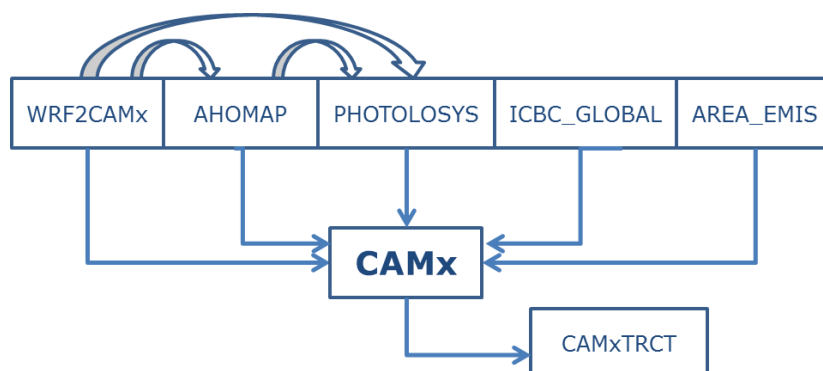 WRF2CAMx
AHOMAP
PHOTOLOSYS
ICBC_GLOBAL
AREA_EMIS
CAMx
CAMxTRCT